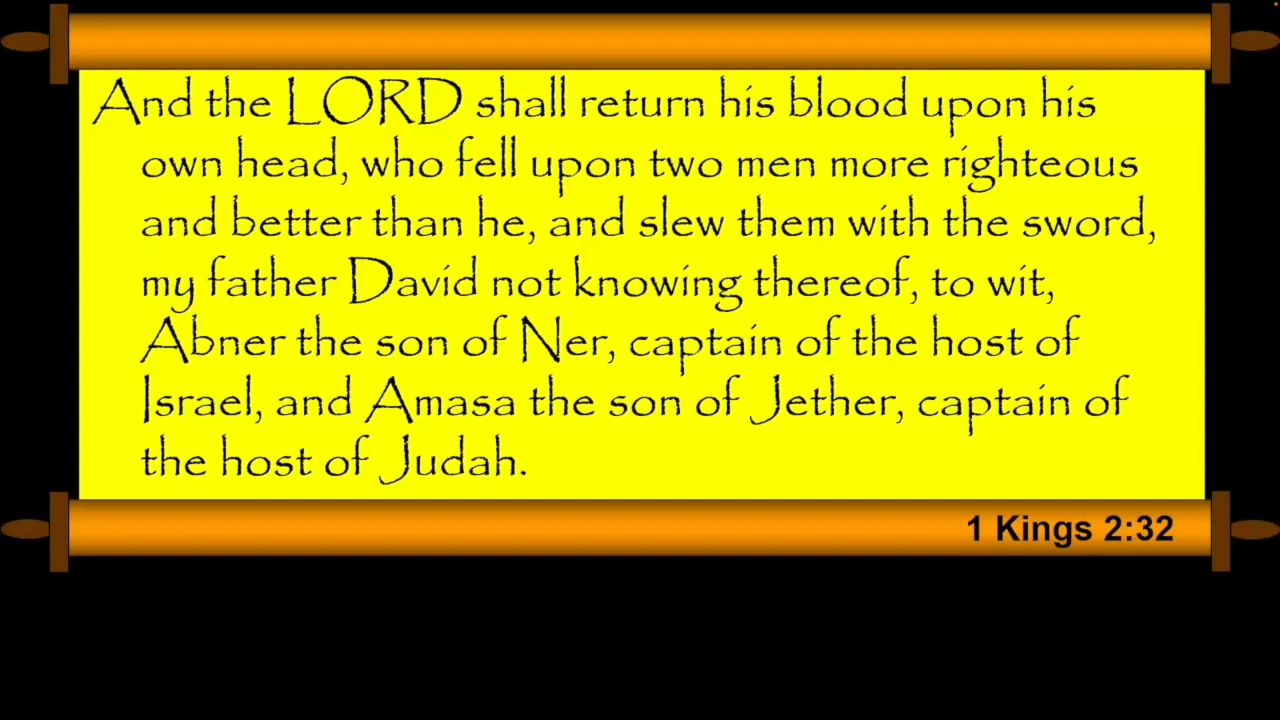 And the LORD shall return his blood upon his
own head, who fell upon two men more righteous
and better than he, and slew them with the sword,
my father David not knowing thereof, to wit,
Abner the son of Ner, captain of the host of
Israel, and Amasa the son of Jether, captain of
the host of Judah.
1 Kings 2:32